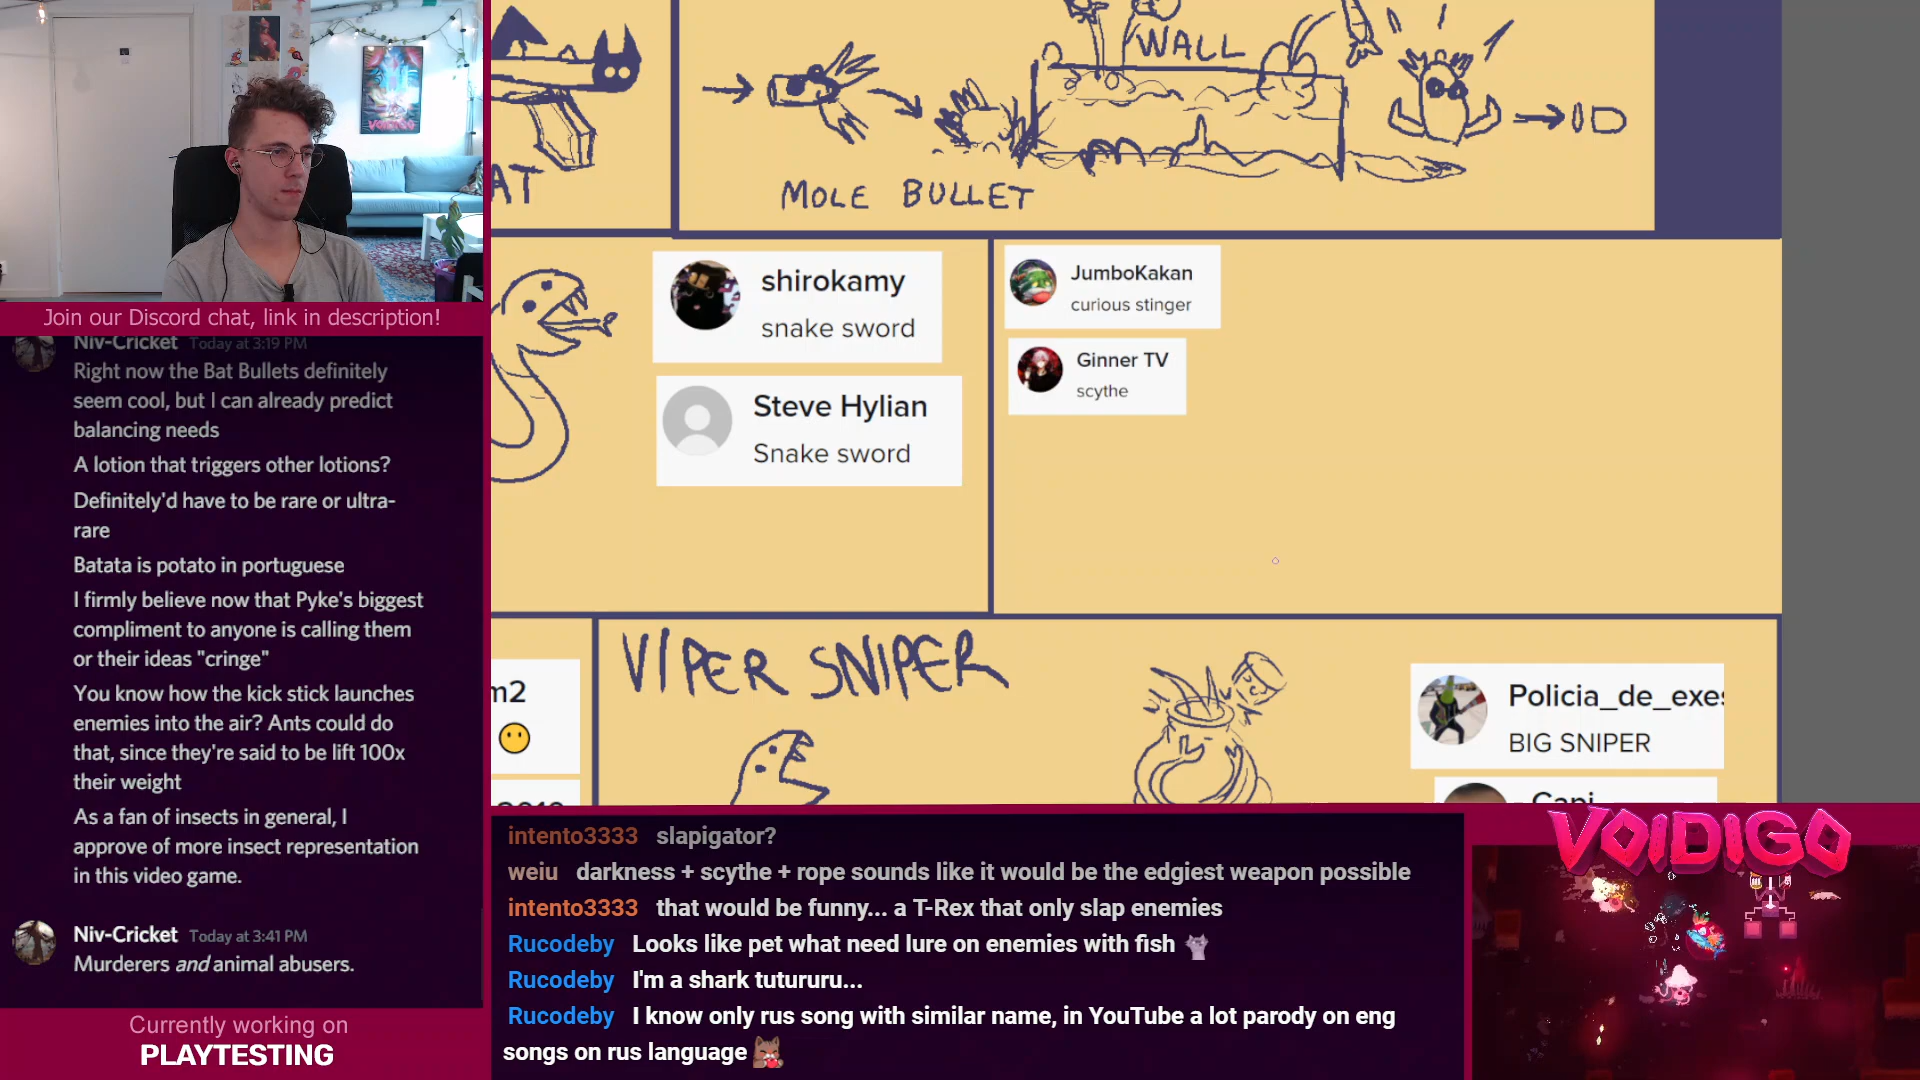 WALL
AT
MOLE BULLET
shirokamy
snake sword
Steve Hylian
Snake sword
JumboKakan
curious stinger
Ginner TV
scythe
Join our Discord chat, link in description!
Niv-Cricket Today at 3:19 PM
Right now the Bat Bullets definitely
seem cool, but I can already predict
balancing needs
A lotion that triggers other lotions?
Definitely'd have to be rare or ultra-
rare
Batata is potato in portuguese
I firmly believe now that Pyke's biggest
compliment to anyone is calling them
or their ideas "cringe"
You know how the kick stick launches
enemies into the air? Ants could do
that, since they're said to be lift 100x
their weight
As a fan of insects in general, I
approve of more insect representation
in this video game.
Niv-Cricket Today at 3:41 PM
Murderers and animal abusers.
Currently working on
PLAYTESTING
m2
VIPER SNIPER
Policia_de_exes
BIG SNIPER
intento3333 slapigator?
weiu darkness + scythe + rope sounds like it would be the edgiest weapon possible
intento3333 that would be funny... a T-Rex that only slap enemies
Rucodeby Looks like pet what need lure on enemies with fish
Rucodeby I'm a shark tutururu...
Rucodeby I know only rus song with similar name, in YouTube a lot parody on eng
songs on rus language
VOIDIGO